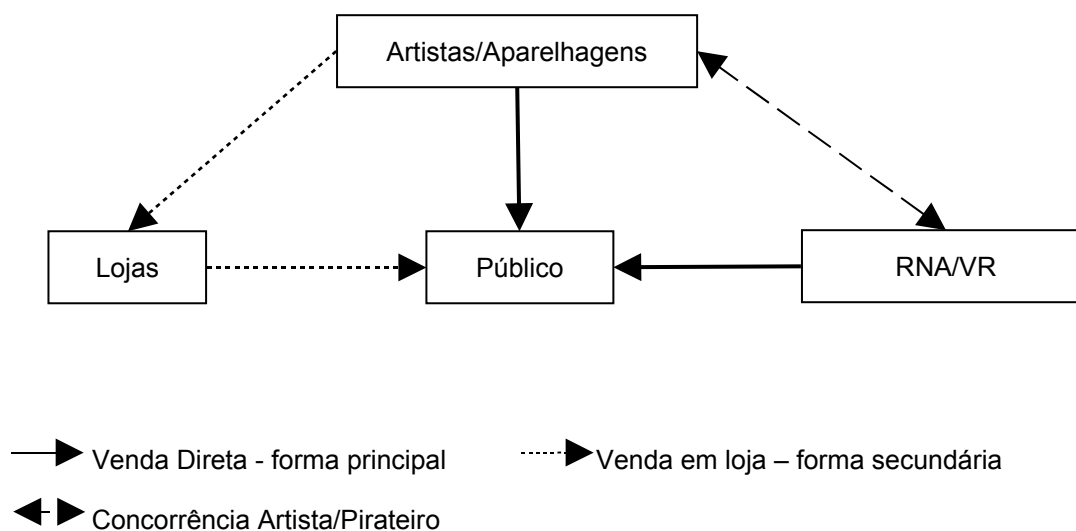 Artistas/Aparelhagens
Lojas
Público
RNA/VR
Venda Direta - forma principal
Venda em loja – forma secundária
Concorrência Artista/Pirateiro